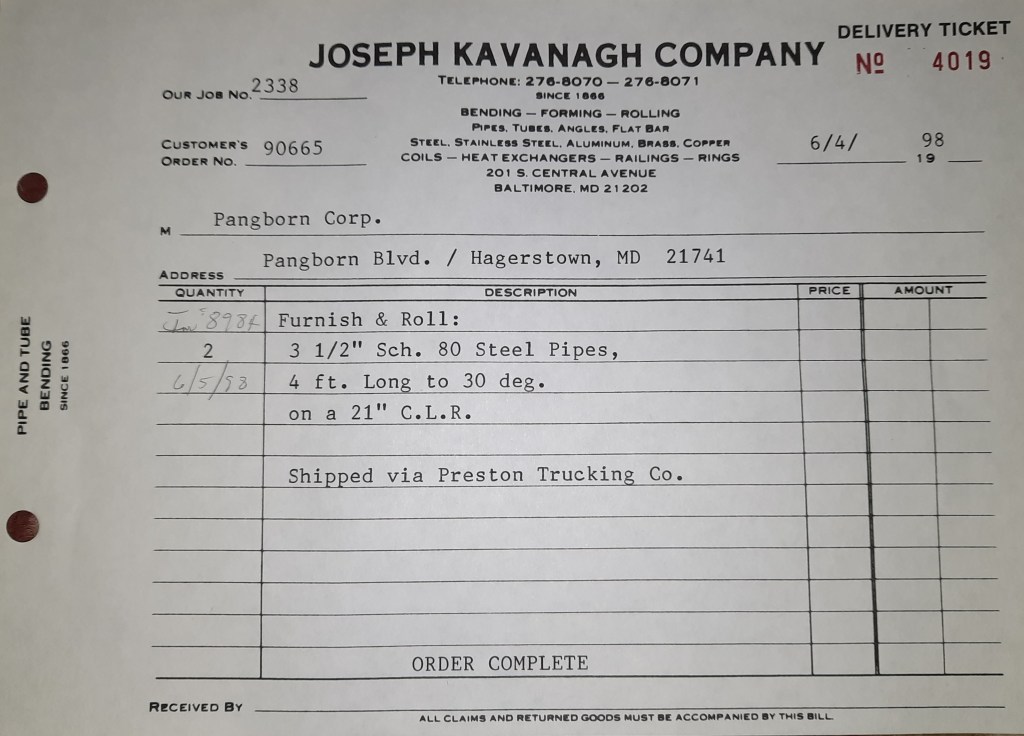 DELIVERY TICKET
JOSEPH KAVANAGH COMPANY
Nº 4019
TELEPHONE: 276-8070 — 276-8071
SINCE 1866
OUR JOB NO. 2338
BENDING — FORMING — ROLLING
PIPES, TUBES, ANGLES, FLAT BAR
STEEL, STAINLESS STEEL, ALUMINUM, BRASS, COPPER
COILS — HEAT EXCHANGERS — RAILINGS — RINGS
201 S. CENTRAL AVENUE
BALTIMORE, MD 21202
CUSTOMER'S
ORDER NO. 90665
6/4/ 19 98
M Pangborn Corp.
ADDRESS Pangborn Blvd. / Hagerstown, MD 21741
QUANTITY DESCRIPTION PRICE AMOUNT
Furnish & Roll:
2 3 1/2" Sch. 80 Steel Pipes,
6/5/98 4 ft. Long to 30 deg.
on a 21" C.L.R.
Shipped via Preston Trucking Co.
ORDER COMPLETE
RECEIVED BY
ALL CLAIMS AND RETURNED GOODS MUST BE ACCOMPANIED BY THIS BILL.
PIPE AND TUBE
BENDING
SINCE 1866